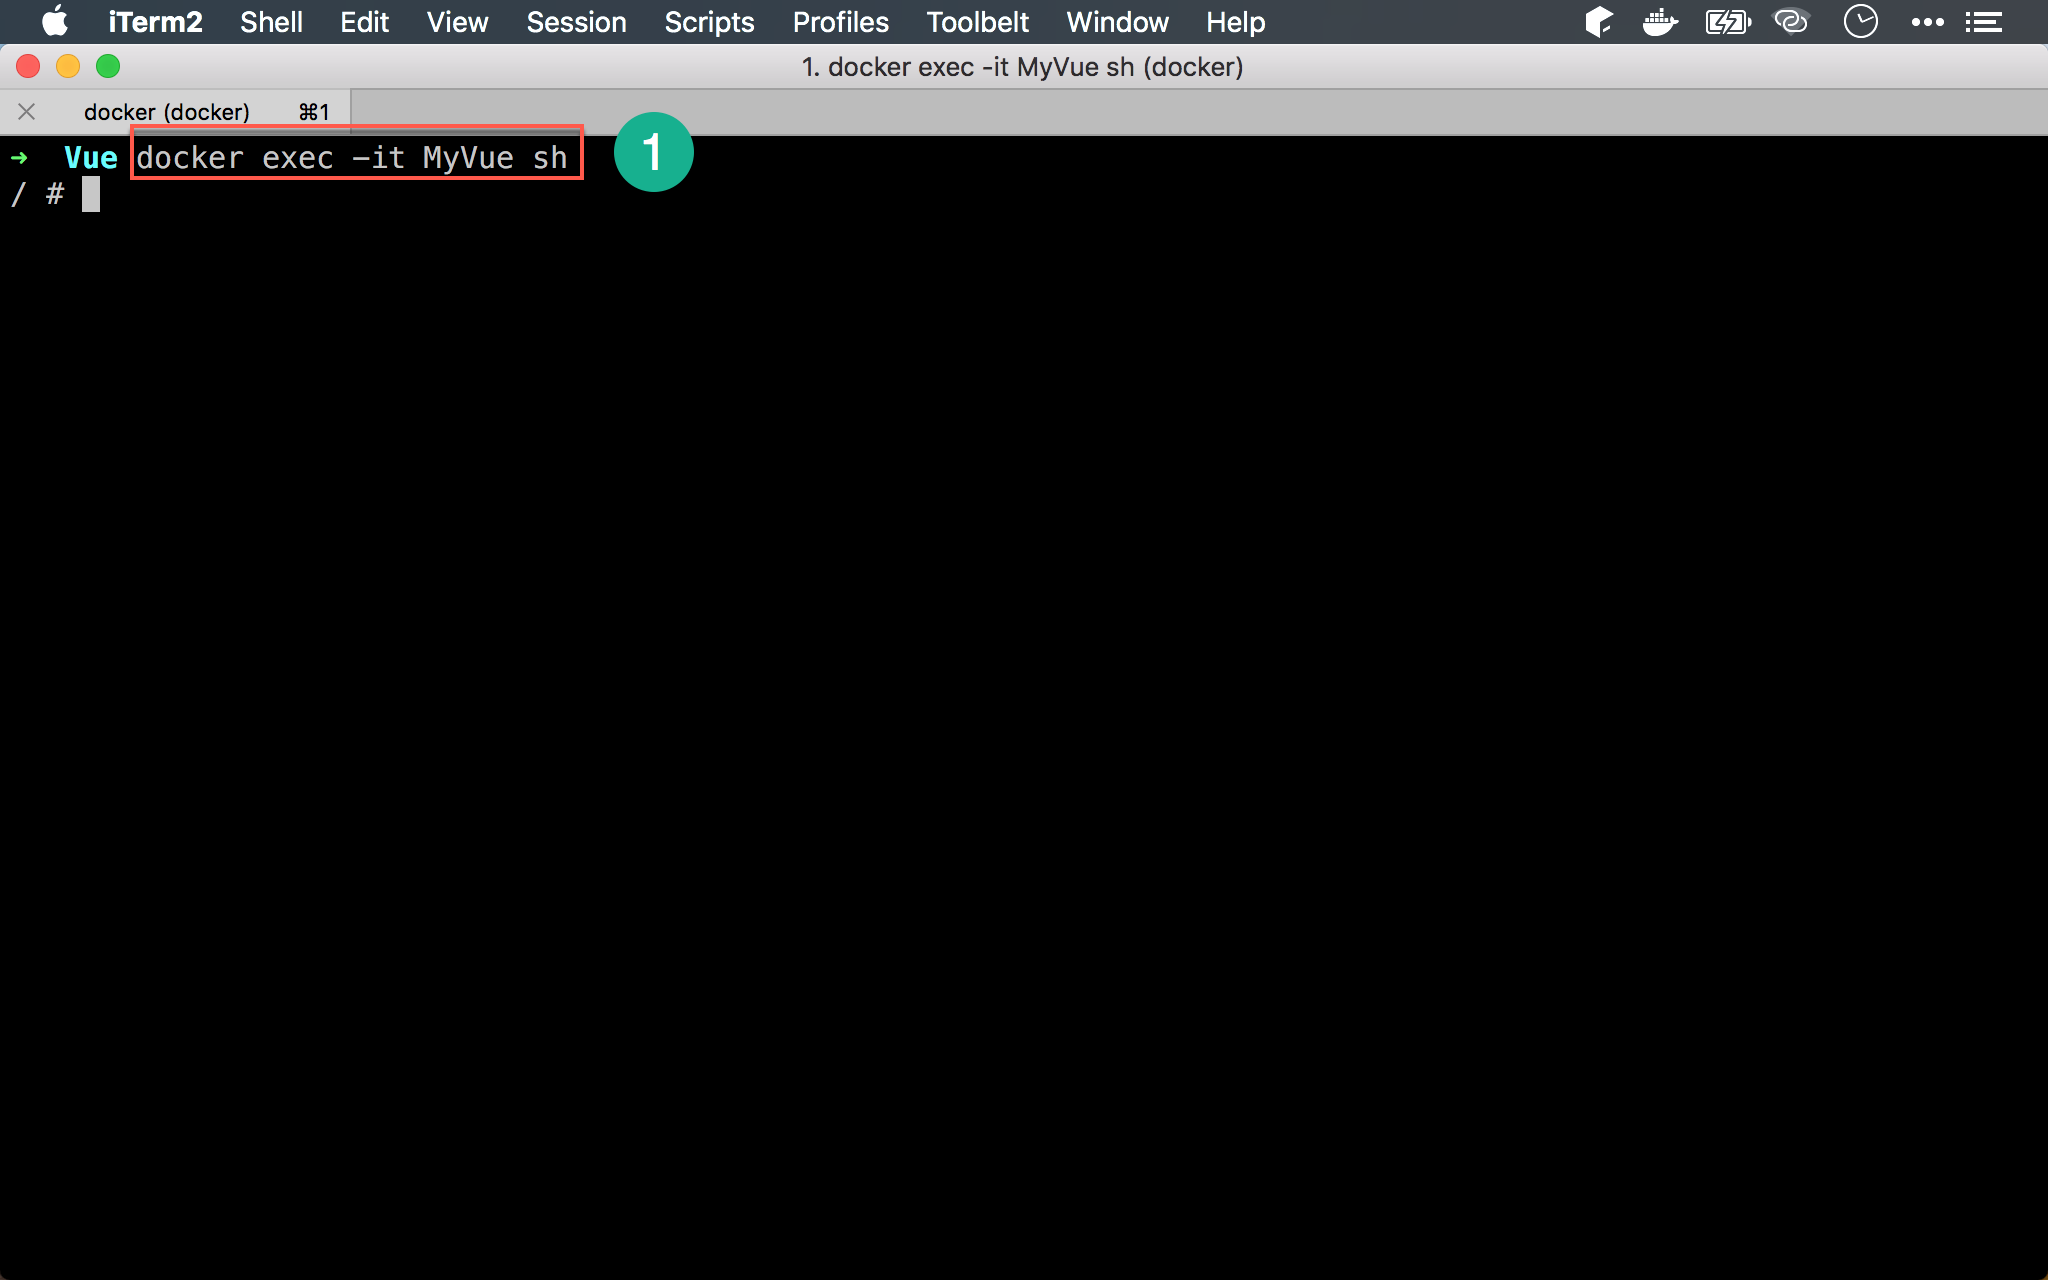 iTerm2 Shell Edit View Session Scripts Profiles Toolbelt Window Help
1. docker exec -it MyVue sh (docker)
docker (docker) ⌘1
➜ Vue docker exec -it MyVue sh
1
/ #